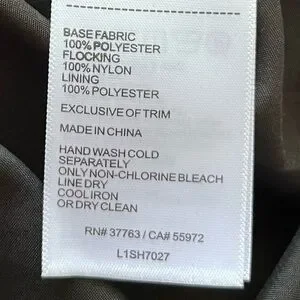 BASE FABRIC
100% POLYESTER
FLOCKING
100% NYLON
LINING
100% POLYESTER
EXCLUSIVE OF TRIM
MADE IN CHINA
HAND WASH COLD
SEPARATELY
ONLY NON-CHLORINE BLEACH
LINE DRY
COOL IRON
OR DRY CLEAN
RN# 37763 / CA# 55972
L1SH7027